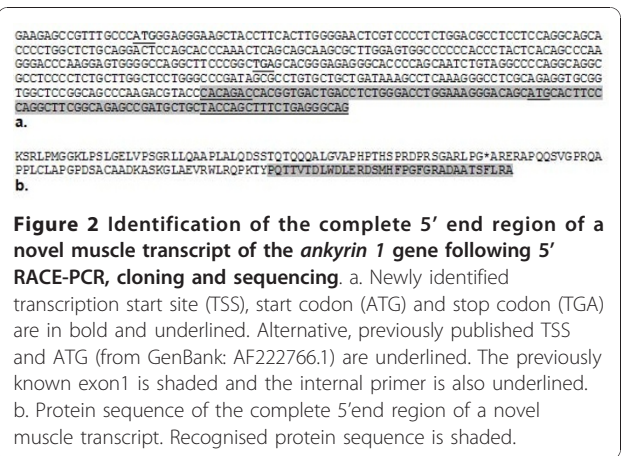 GAAGAGCCGTTTGCCCATGGGAGGGAAGCTACCTTCACTTGGGGAACTCGTCCCCTCTGGACGCCTCCTCCAGGCAGCA
CCCCTGGCTCTGCAGGACTCCAGCACCCAAACTCAGCAGCAAGCGCTTGGAGTGGCCCCCCACCCTACTCACAGCCCAA
GGGACCCAAGGAGTGGGGCCAGGCTTCCCGGCTGAGCACGGGAGAGGGCACCCCAGCAATCTGTAGGCCCCAGGCAGGC
GCCTCCCCTCTGCTTGGCTCCTGGGCCCGATAGCGCCTGTGCTGCTGATAAAGCCTCAAAGGGCCTCGCAGAGGTGCGG
TGGCTCCGGCAGCCCAAGACGTACCCACAGACCACGGTGACTGACCTCTGGGACCTGGAAAGGGACAGCATGCACTTCC
CAGGCTTCGGCAGAGCCGATGCTGCTACCAGCTTTCTGAGGGCAG
a.
KSRLPMGGKLPSLGELVPSGRLLQAAPLALQDSSTQTQQQALGVAPHPTHSPRDPRSGARLPG*ARERAPQQSVGPRQA
PPLCLAPGPDSACAADKASKGLAEVRWLRQPKTYPQTTVTDLWDLERDSMHFPGFGRADAATSFLRA
b.
Figure 2 Identification of the complete 5' end region of a
novel muscle transcript of the ankyrin 1 gene following 5'
RACE-PCR, cloning and sequencing. a. Newly identified
transcription start site (TSS), start codon (ATG) and stop codon (TGA)
are in bold and underlined. Alternative, previously published TSS
and ATG (from GenBank: AF222766.1) are underlined. The previously
known exon1 is shaded and the internal primer is also underlined.
b. Protein sequence of the complete 5'end region of a novel
muscle transcript. Recognised protein sequence is shaded.